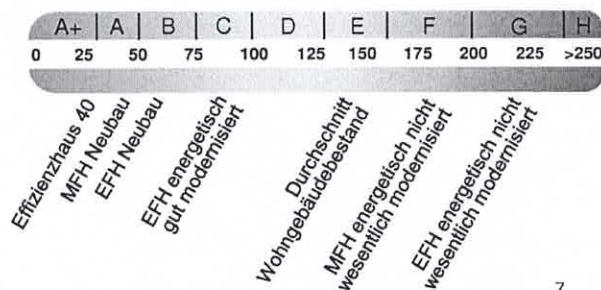 A+ A B C D E F G H
0 25 50 75 100 125 150 175 200 225 >250
Effizienzhaus 40
MFH Neubau
EFH Neubau
EFH energetisch
gut modernisiert
Durchschnitt
Wohngebäudebestand
MFH energetisch nicht
wesentlich modernisiert
EFH energetisch nicht
wesentlich modernisiert
7